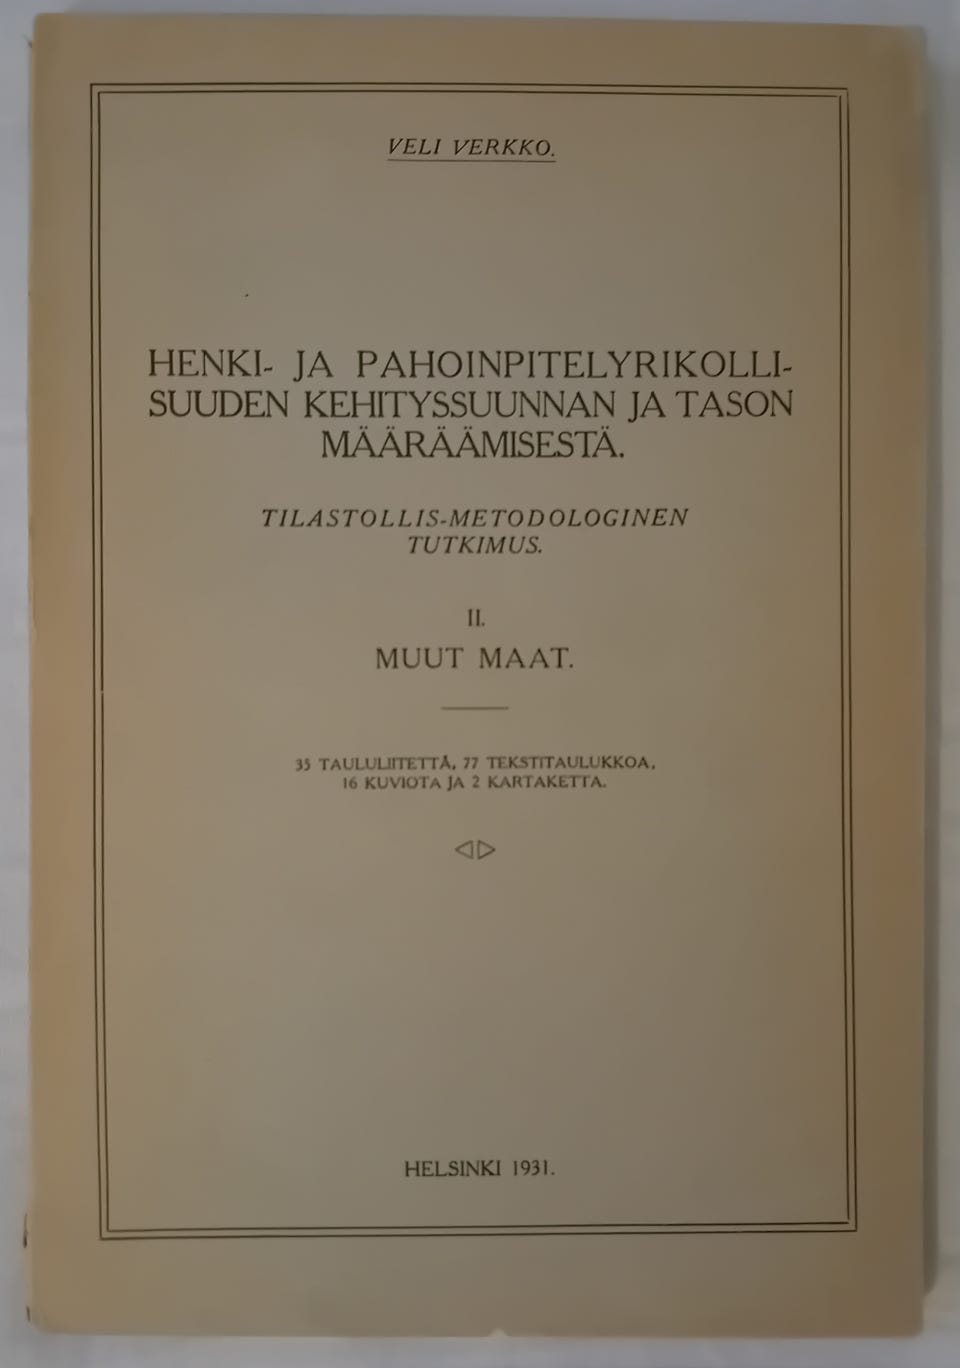 VELI VERKKO.
HENKI- JA PAHOINPITELYRIKOLLI-
SUUDEN KEHITYSSUUNNAN JA TASON
MÄÄRÄÄMISESTÄ.
TILASTOLLIS-METODOLOGINEN
TUTKIMUS.
II.
MUUT MAAT.
35 TAULULIITETTÄ, 77 TEKSTITAULUKKOA,
16 KUVIOTA JA 2 KARTAKETTA.
HELSINKI 1931.